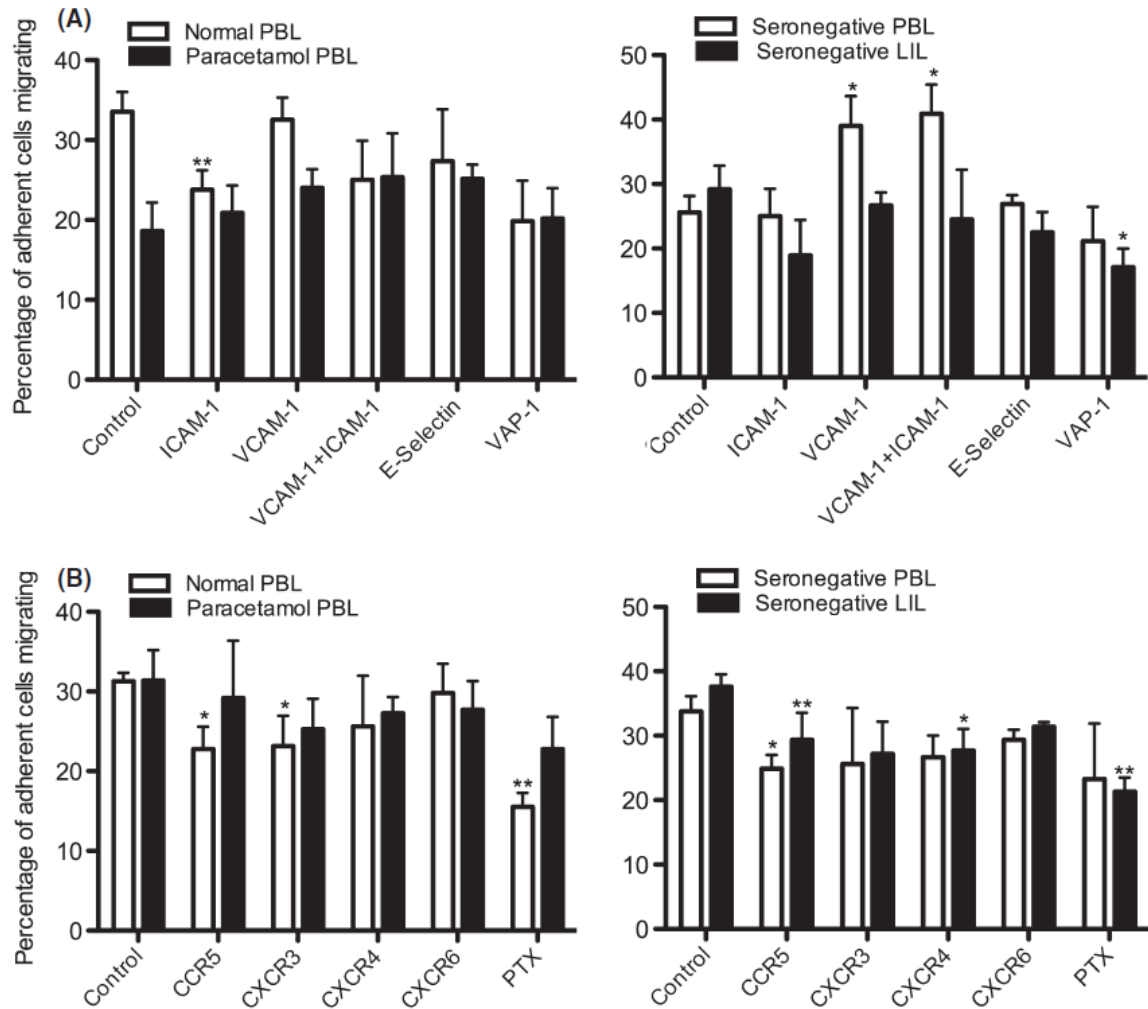 (A)
Normal PBL
Paracetamol PBL
Percentage of adherent cells migrating
40
30
20
10
0
**
Control
ICAM-1
VCAM-1
VCAM-1+ICAM-1
E-Selectin
VAP-1
Seronegative PBL
Seronegative LIL
50
40
30
20
10
0
*
*
*
Control
ICAM-1
VCAM-1
VCAM-1+ICAM-1
E-Selectin
VAP-1
(B)
Normal PBL
Paracetamol PBL
Percentage of adherent cells migrating
40
30
20
10
0
*
*
**
Control
CCR5
CXCR3
CXCR4
CXCR6
PTX
Seronegative PBL
Seronegative LIL
50
40
30
20
10
0
*
**
*
**
Control
CCR5
CXCR3
CXCR4
CXCR6
PTX